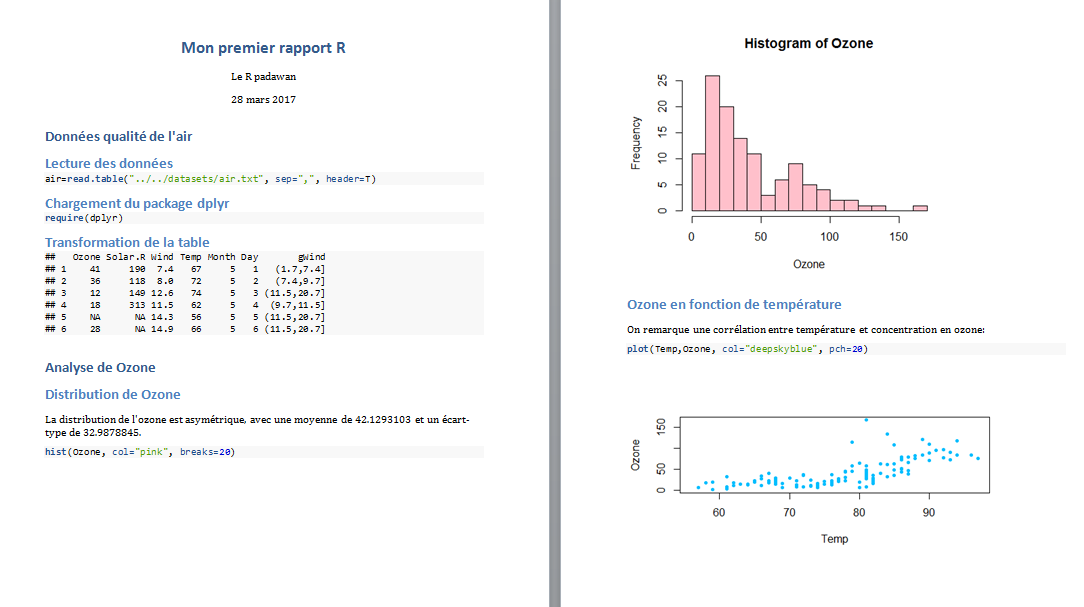 Mon premier rapport R
Le R padawan
28 mars 2017
Données qualité de l'air
Lecture des données
air=read.table("../../datasets/air.txt", sep=",", header=T)
Chargement du package dplyr
require(dplyr)
Transformation de la table
##   Ozone Solar.R Wind Temp Month Day        gWind
## 1    41     190  7.4   67     5   1    (1.7,7.4]
## 2    36     118  8.0   72     5   2    (7.4,9.7]
## 3    12     149 12.6   74     5   3  (11.5,20.7]
## 4    18     313 11.5   62     5   4   (9.7,11.5]
## 5    NA      NA 14.3   56     5   5  (11.5,20.7]
## 6    28      NA 14.9   66     5   6  (11.5,20.7]
Analyse de Ozone
Distribution de Ozone
La distribution de l'ozone est asymétrique, avec une moyenne de 42.1293103 et un écart-
type de 32.9878845.
hist(Ozone, col="pink", breaks=20)
Histogram of Ozone
Frequency
25
20
15
10
5
0
0 50 100 150
Ozone
Ozone en fonction de température
On remarque une corrélation entre température et concentration en ozone:
plot(Temp,Ozone, col="deepskyblue", pch=20)
Ozone
150
50
0
60 70 80 90
Temp